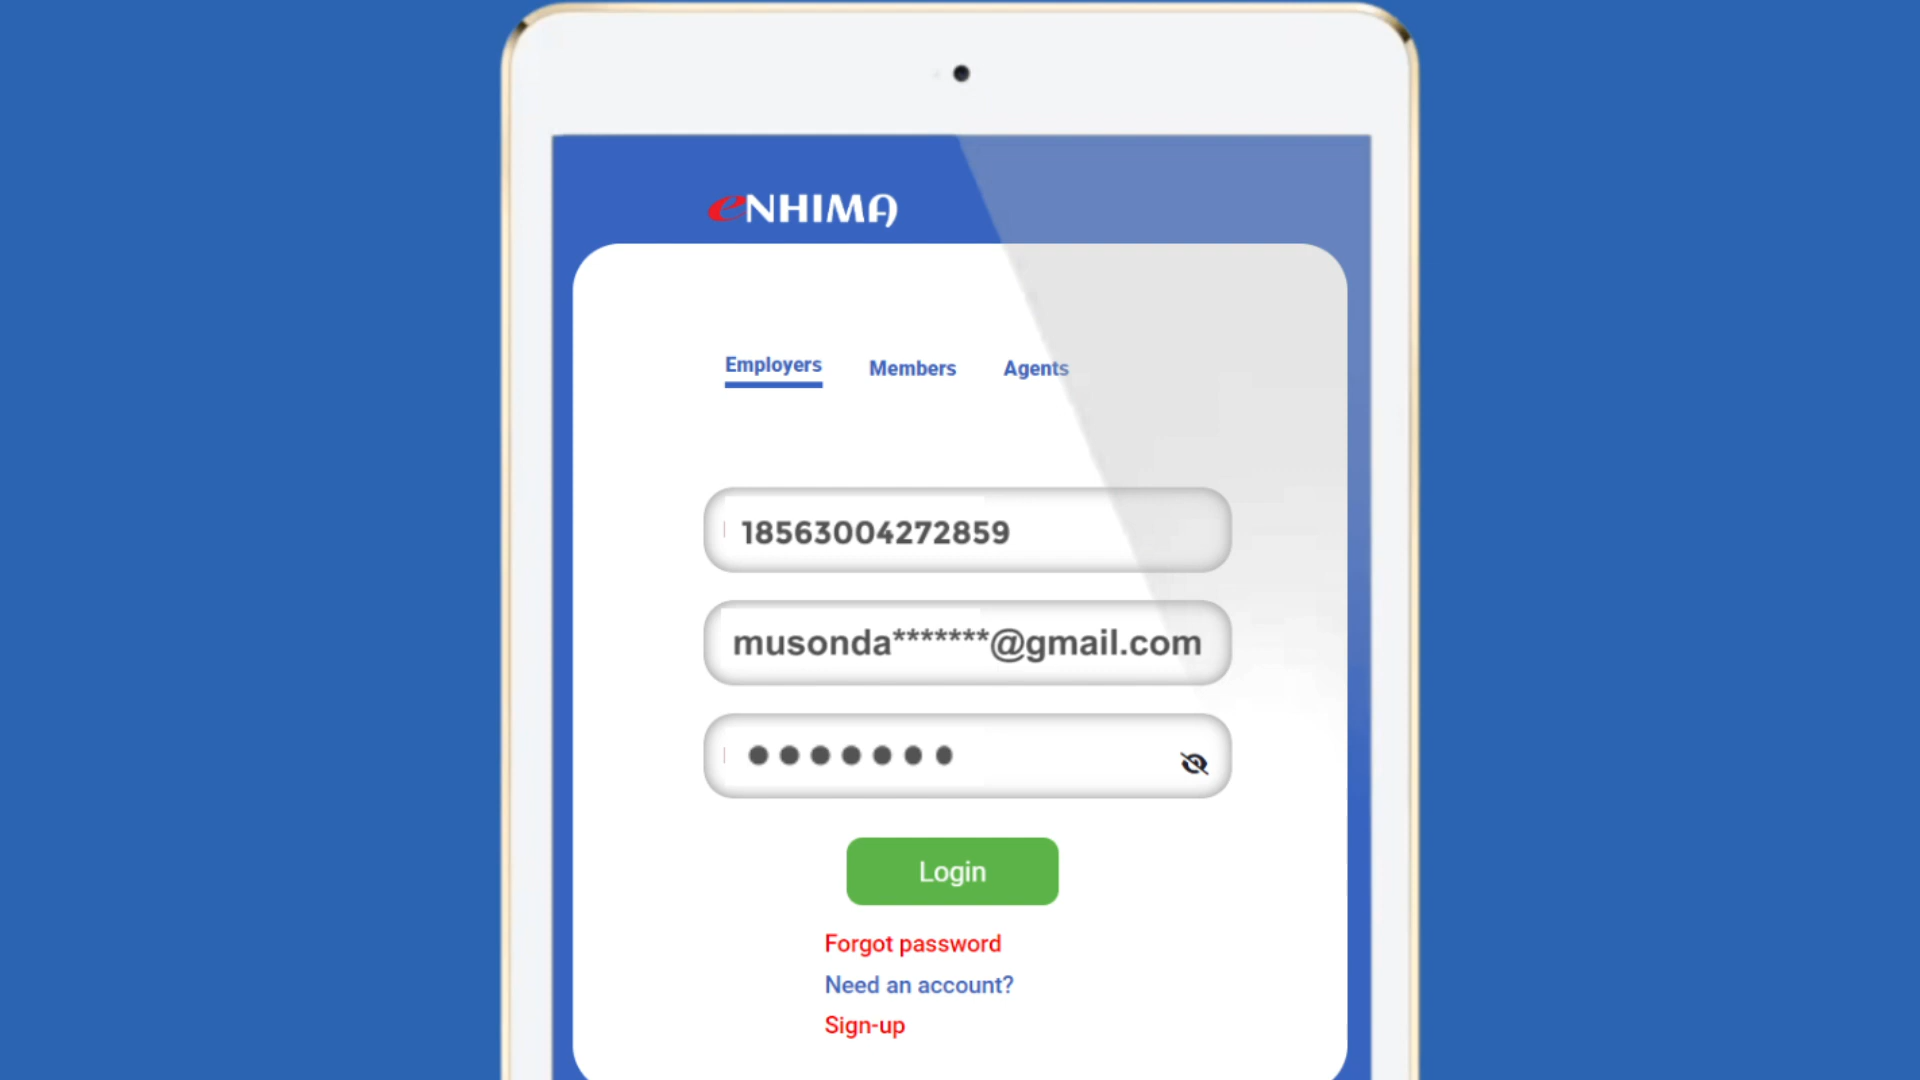 eNHIMA
Employers Members Agents
18563004272859
musonda*******@gmail.com
●●●●●●●
Login
Forgot password
Need an account?
Sign-up